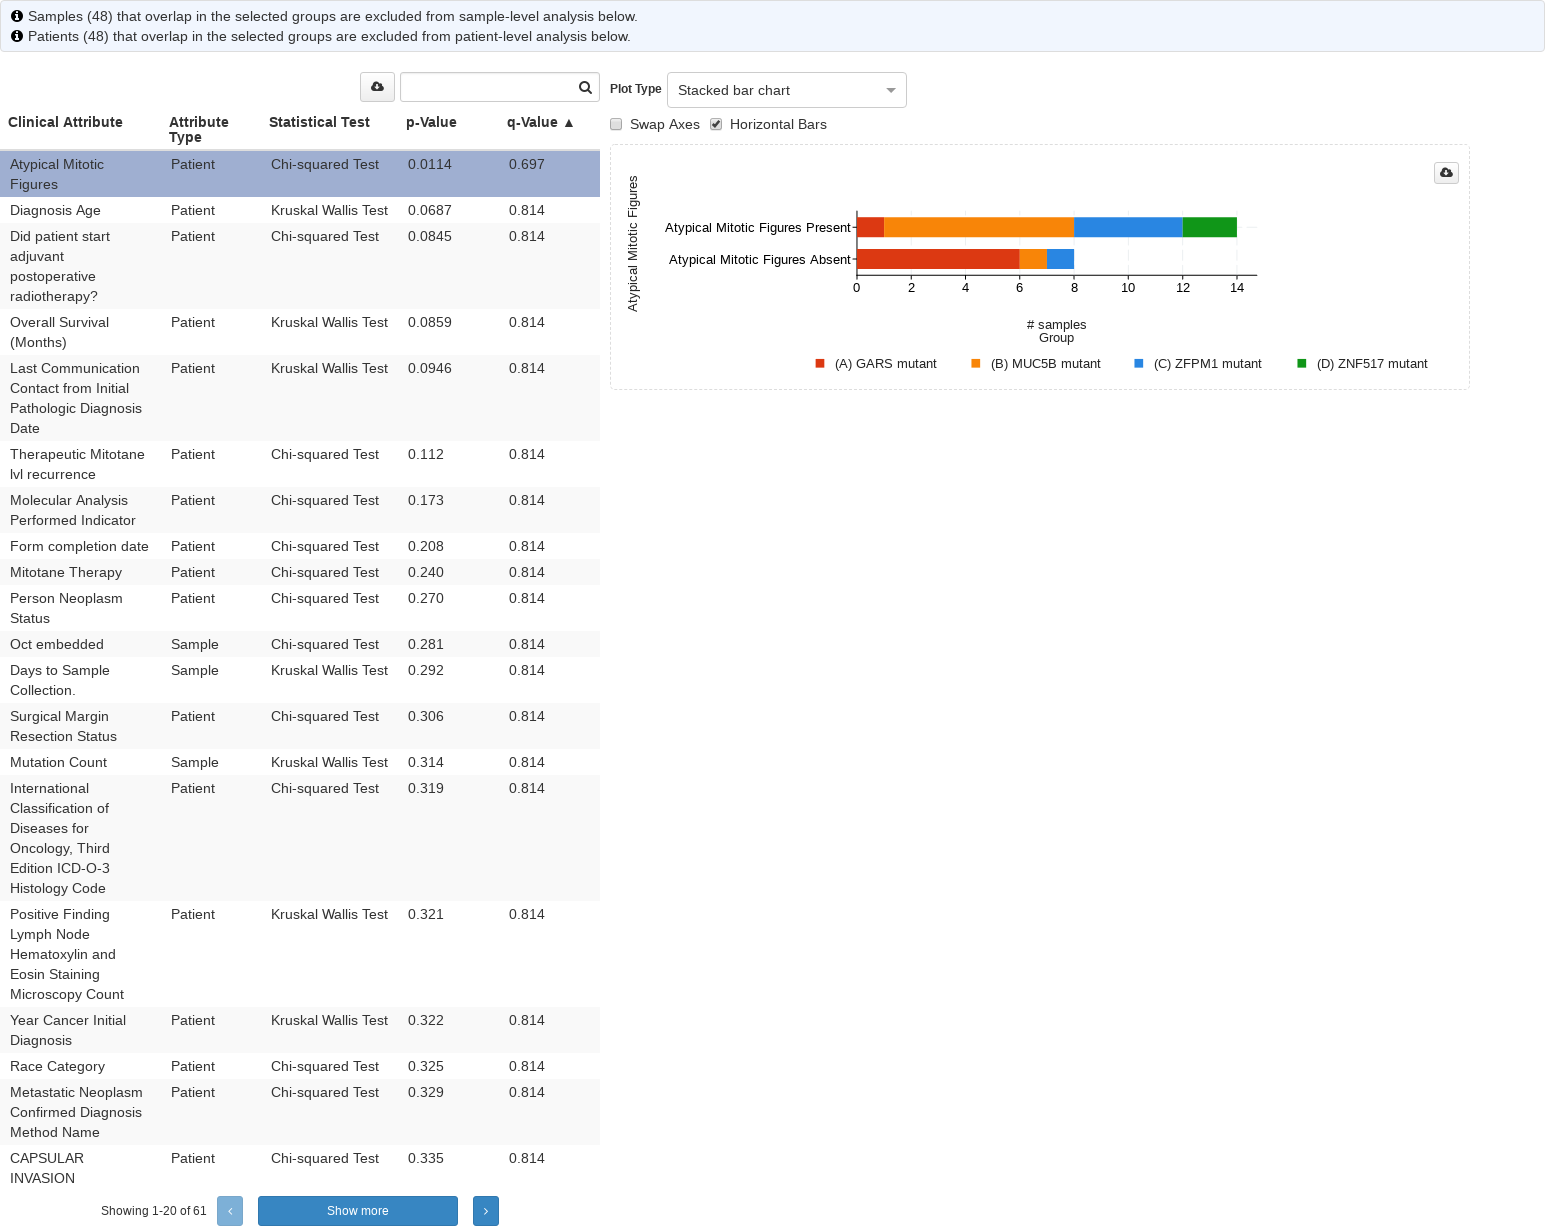 Samples (48) that overlap in the selected groups are excluded from sample-level analysis below.
Patients (48) that overlap in the selected groups are excluded from patient-level analysis below.
Clinical Attribute Attribute Type Statistical Test p-Value q-Value ▲
Atypical Mitotic Figures Patient Chi-squared Test 0.0114 0.697
Diagnosis Age Patient Kruskal Wallis Test 0.0687 0.814
Did patient start adjuvant postoperative radiotherapy? Patient Chi-squared Test 0.0845 0.814
Overall Survival (Months) Patient Kruskal Wallis Test 0.0859 0.814
Last Communication Contact from Initial Pathologic Diagnosis Date Patient Kruskal Wallis Test 0.0946 0.814
Therapeutic Mitotane lvl recurrence Patient Chi-squared Test 0.112 0.814
Molecular Analysis Performed Indicator Patient Chi-squared Test 0.173 0.814
Form completion date Patient Chi-squared Test 0.208 0.814
Mitotane Therapy Patient Chi-squared Test 0.240 0.814
Person Neoplasm Status Patient Chi-squared Test 0.270 0.814
Oct embedded Sample Chi-squared Test 0.281 0.814
Days to Sample Collection. Sample Kruskal Wallis Test 0.292 0.814
Surgical Margin Resection Status Patient Chi-squared Test 0.306 0.814
Mutation Count Sample Kruskal Wallis Test 0.314 0.814
International Classification of Diseases for Oncology, Third Edition ICD-O-3 Histology Code Patient Chi-squared Test 0.319 0.814
Positive Finding Lymph Node Hematoxylin and Eosin Staining Microscopy Count Patient Kruskal Wallis Test 0.321 0.814
Year Cancer Initial Diagnosis Patient Kruskal Wallis Test 0.322 0.814
Race Category Patient Chi-squared Test 0.325 0.814
Metastatic Neoplasm Confirmed Diagnosis Method Name Patient Chi-squared Test 0.329 0.814
CAPSULAR INVASION Patient Chi-squared Test 0.335 0.814
Showing 1-20 of 61 ‹ Show more ›
Plot Type Stacked bar chart
Swap Axes Horizontal Bars
Atypical Mitotic Figures
Atypical Mitotic Figures Present
Atypical Mitotic Figures Absent
0 2 4 6 8 10 12 14
# samples
Group
(A) GARS mutant (B) MUC5B mutant (C) ZFPM1 mutant (D) ZNF517 mutant